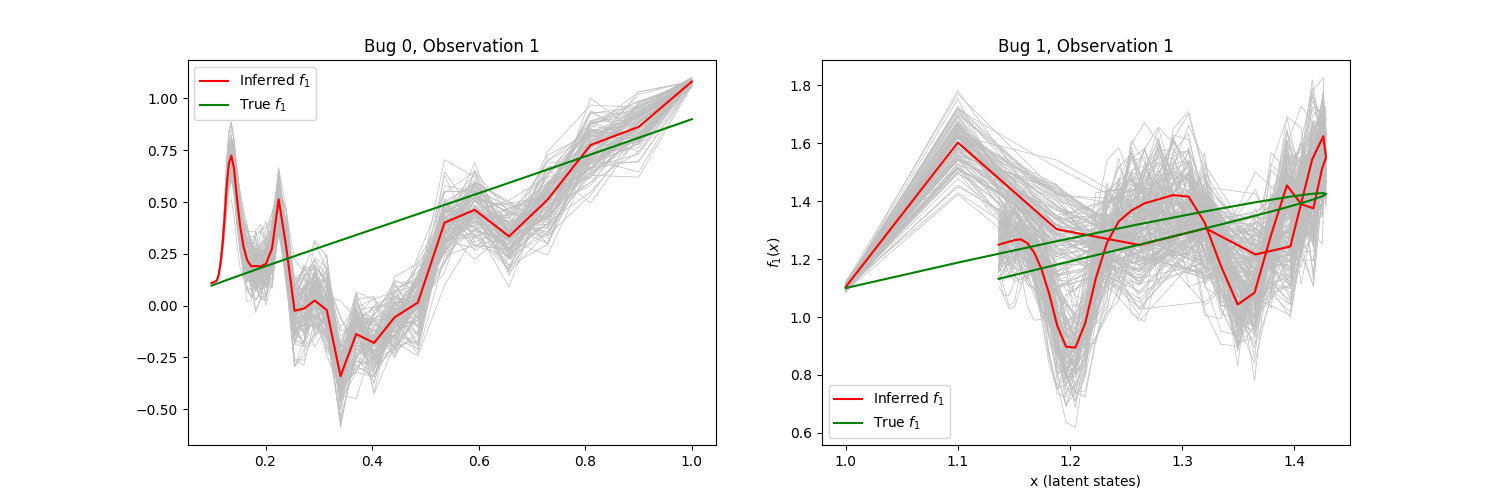 Bug 0, Observation 1
Inferred f₁
True f₁
1.00
0.75
0.50
0.25
0.00
−0.25
−0.50
0.2 0.4 0.6 0.8 1.0
Bug 1, Observation 1
f₁(x)
1.8
1.6
1.4
1.2
1.0
0.8
0.6
Inferred f₁
True f₁
1.0 1.1 1.2 1.3 1.4
x (latent states)